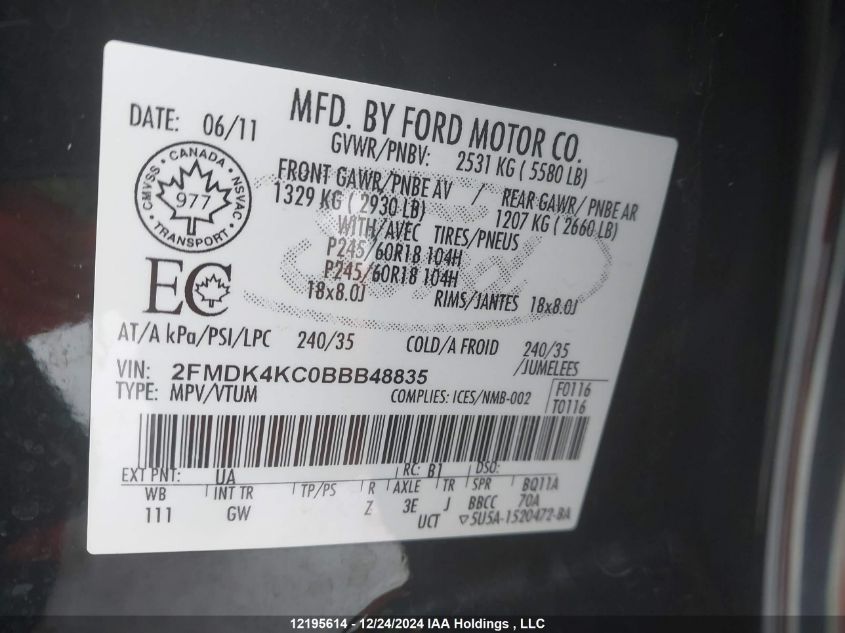 MFD. BY FORD MOTOR CO.
DATE: 06/11
GVWR/PNBV: 2531 KG ( 5580 LB)
FRONT GAWR/PNBE AV / REAR GAWR/ PNBE AR
1329 KG ( 2930 LB) 1207 KG ( 2660 LB)
WITH/AVEC TIRES/PNEUS
P245/60R18 104H
P245/60R18 104H
18x8.0J RIMS/JANTES 18x8.0J
CANADA
CMVSS 977 NSVAC
TRANSPORT
EC
AT/A kPa/PSI/LPC 240/35 COLD/A FROID 240/35
/JUMELEES
VIN: 2FMDK4KC0BBB48835
TYPE: MPV/VTUM COMPLIES: ICES/NMB-002
F0116
T0116
EXT PNT: UA RC: B1 DSO:
WB INT TR TP/PS R AXLE TR SPR BQ11A
111 GW Z 3E J BBCC 70A
UCT 5U5A-1520472-BA
12195614 - 12/24/2024 IAA Holdings , LLC